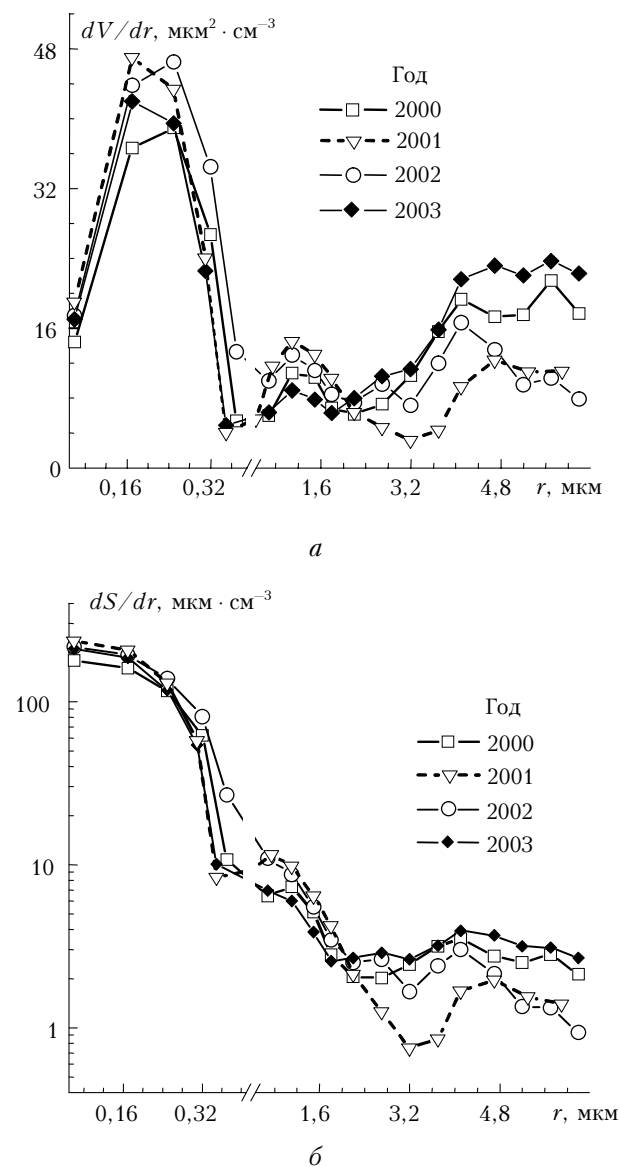 dV/dr, мкм² · см⁻³
48
Год
2000
2001
2002
2003
32
16
0
0,16 0,32 1,6 3,2 4,8 r, мкм
а
dS/dr, мкм · см⁻³
100
Год
2000
2001
2002
2003
10
1
0,16 0,32 1,6 3,2 4,8 r, мкм
б